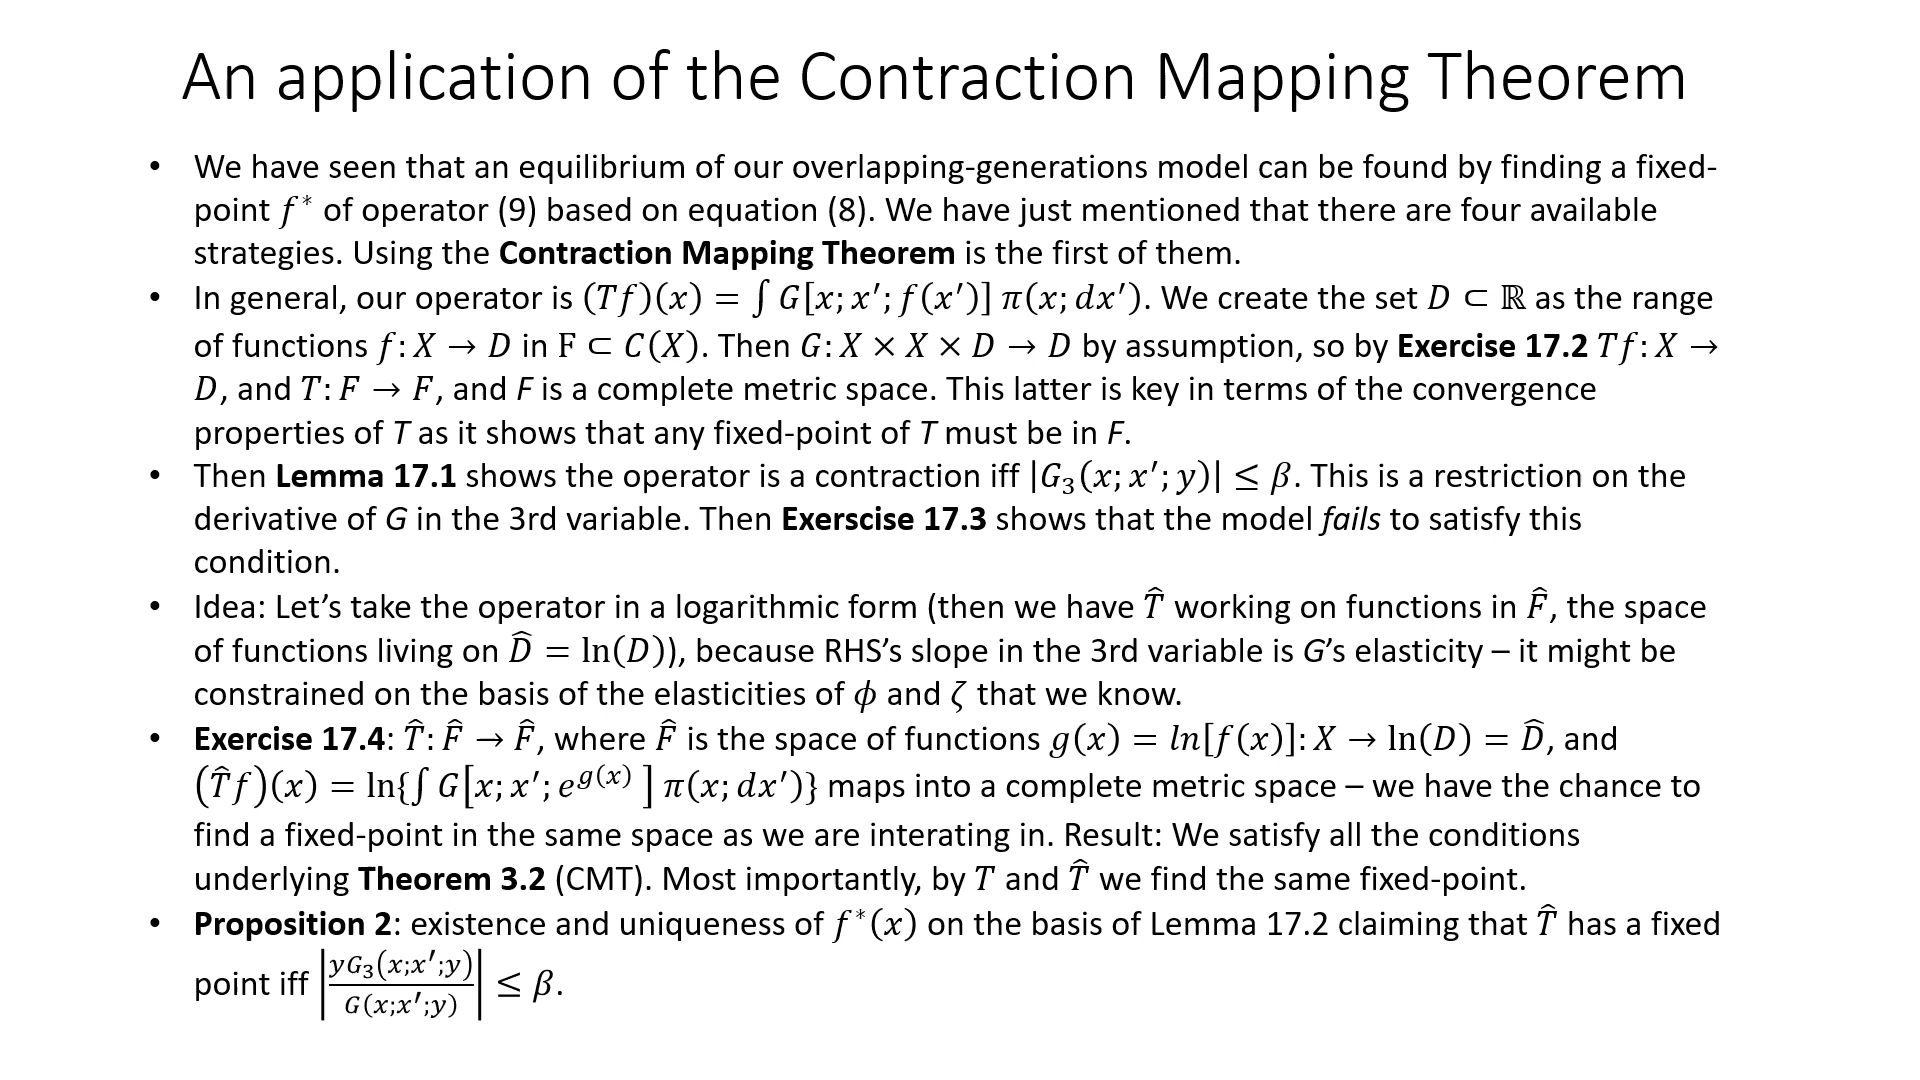 An application of the Contraction Mapping Theorem
• We have seen that an equilibrium of our overlapping-generations model can be found by finding a fixed-
point f* of operator (9) based on equation (8). We have just mentioned that there are four available
strategies. Using the Contraction Mapping Theorem is the first of them.
• In general, our operator is (Tf)(x) = ∫ G[x; x′; f(x′)] π(x; dx′). We create the set D ⊂ ℝ as the range
of functions f: X → D in F ⊂ C(X). Then G: X × X × D → D by assumption, so by Exercise 17.2 Tf: X →
D, and T: F → F, and F is a complete metric space. This latter is key in terms of the convergence
properties of T as it shows that any fixed-point of T must be in F.
• Then Lemma 17.1 shows the operator is a contraction iff |G₃(x; x′; y)| ≤ β. This is a restriction on the
derivative of G in the 3rd variable. Then Exerscise 17.3 shows that the model fails to satisfy this
condition.
• Idea: Let’s take the operator in a logarithmic form (then we have T̂ working on functions in F̂, the space
of functions living on D̂ = ln(D)), because RHS’s slope in the 3rd variable is G’s elasticity – it might be
constrained on the basis of the elasticities of ϕ and ζ that we know.
• Exercise 17.4: T̂: F̂ → F̂, where F̂ is the space of functions g(x) = ln[f(x)]: X → ln(D) = D̂, and
(T̂f)(x) = ln{∫ G[x; x′; e^g(x) ] π(x; dx′)} maps into a complete metric space – we have the chance to
find a fixed-point in the same space as we are interating in. Result: We satisfy all the conditions
underlying Theorem 3.2 (CMT). Most importantly, by T and T̂ we find the same fixed-point.
• Proposition 2: existence and uniqueness of f*(x) on the basis of Lemma 17.2 claiming that T̂ has a fixed
point iff |yG₃(x;x′;y) / G(x;x′;y)| ≤ β.